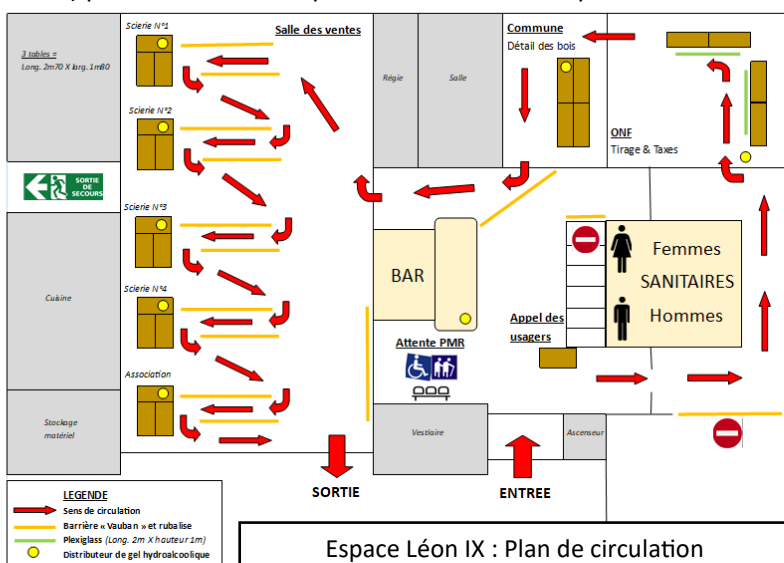 Scierie N°1
Salle des ventes
Commune
Détail des bois
3 tables =
Long. 2m70 X larg. 1m80
Régie
Salle
Scierie N°2
ONF
Tirage & Taxes
SORTIE
DE
SECOURS
Scierie N°3
Femmes
SANITAIRES
Hommes
BAR
Cuisine
Scierie N°4
Appel des
usagers
Attente PMR
Association
Stockage
matériel
Vestiaire
Ascenseur
SORTIE
ENTREE
LEGENDE
Sens de circulation
Barrière « Vauban » et rubalise
Plexiglass (Long. 2m X hauteur 1m)
Distributeur de gel hydroalcoolique
Espace Léon IX : Plan de circulation